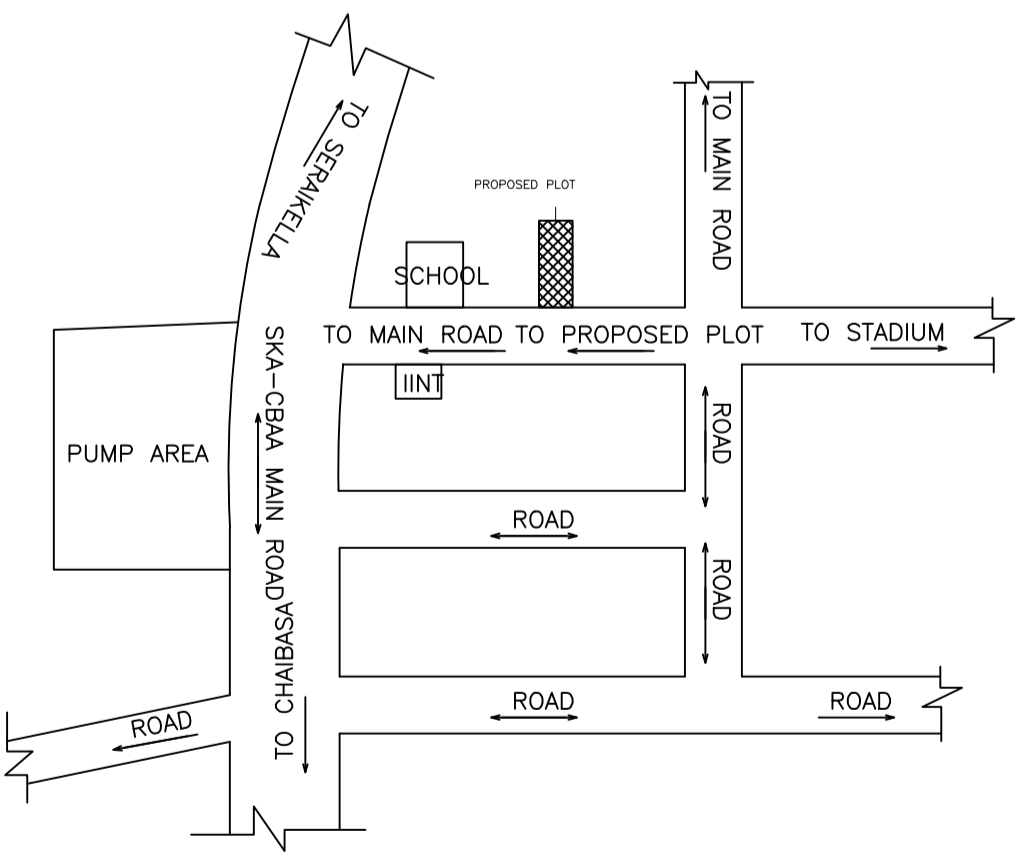 TO SERAIKELLA
TO MAIN ROAD
PROPOSED PLOT
SCHOOL
TO MAIN ROAD
TO PROPOSED PLOT
TO STADIUM
IINT
SKA-CBAA MAIN ROAD
PUMP AREA
ROAD
ROAD
ROAD
CHAIBASA TO
ROAD
ROAD
ROAD